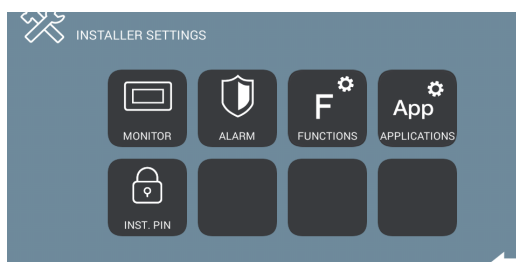 INSTALLER SETTINGS
F
App
MONITOR
ALARM
FUNCTIONS
APPLICATIONS
INST. PIN